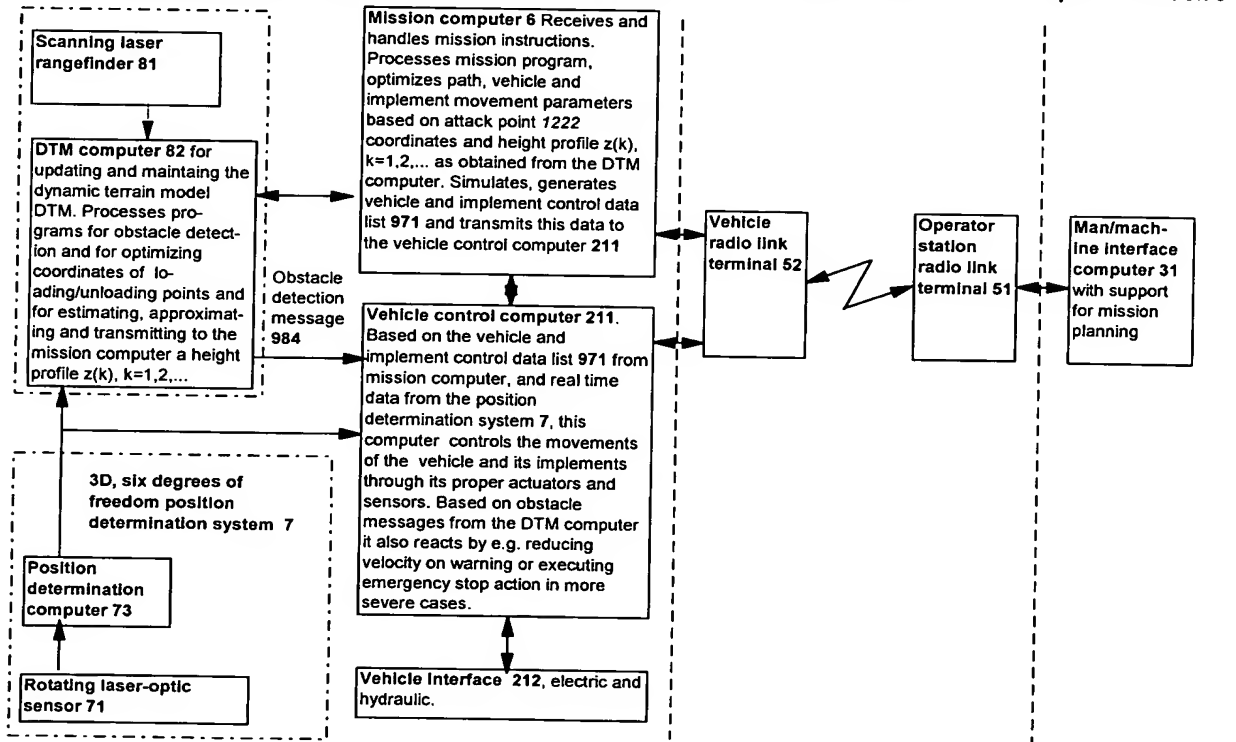 Scanning laser
rangefinder 81
DTM computer 82 for
updating and maintaing the
dynamic terrain model
DTM. Processes pro-
grams for obstacle detect-
ion and for optimizing
coordinates of lo-
ading/unloading points and
for estimating, approximat-
ing and transmitting to the
mission computer a height
profile z(k), k=1,2,...
Obstacle
detection
message
984
3D, six degrees of
freedom position
determination system 7
Position
determination
computer 73
Rotating laser-optic
sensor 71
Mission computer 6 Receives and
handles mission instructions.
Processes mission program,
optimizes path, vehicle and
implement movement parameters
based on attack point 1222
coordinates and height profile z(k),
k=1,2,... as obtained from the DTM
computer. Simulates, generates
vehicle and implement control data
list 971 and transmits this data to
the vehicle control computer 211
Vehicle control computer 211.
Based on the vehicle and
implement control data list 971 from
mission computer, and real time
data from the position
determination system 7, this
computer controls the movements
of the vehicle and its implements
through its proper actuators and
sensors. Based on obstacle
messages from the DTM computer
it also reacts by e.g. reducing
velocity on warning or executing
emergency stop action in more
severe cases.
Vehicle Interface 212, electric and
hydraulic.
Vehicle
radio link
terminal 52
Operator
station
radio link
terminal 51
Man/mach-
ine interface
computer 31
with support
for mission
planning